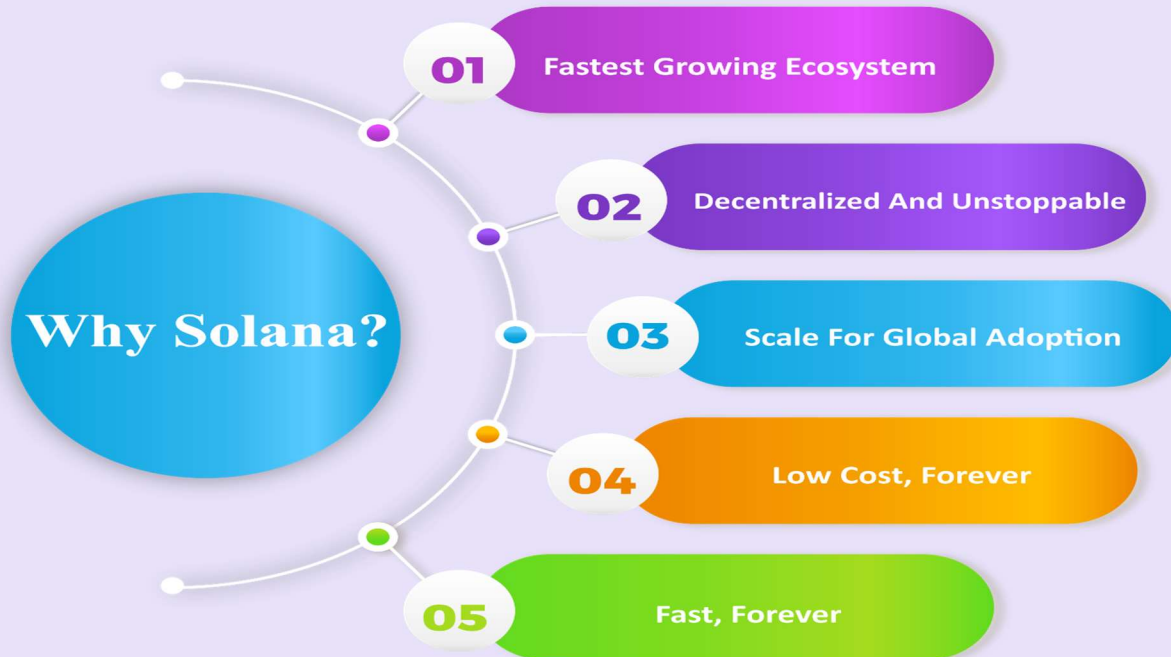 Why Solana?
01
Fastest Growing Ecosystem
02
Decentralized And Unstoppable
03
Scale For Global Adoption
04
Low Cost, Forever
05
Fast, Forever